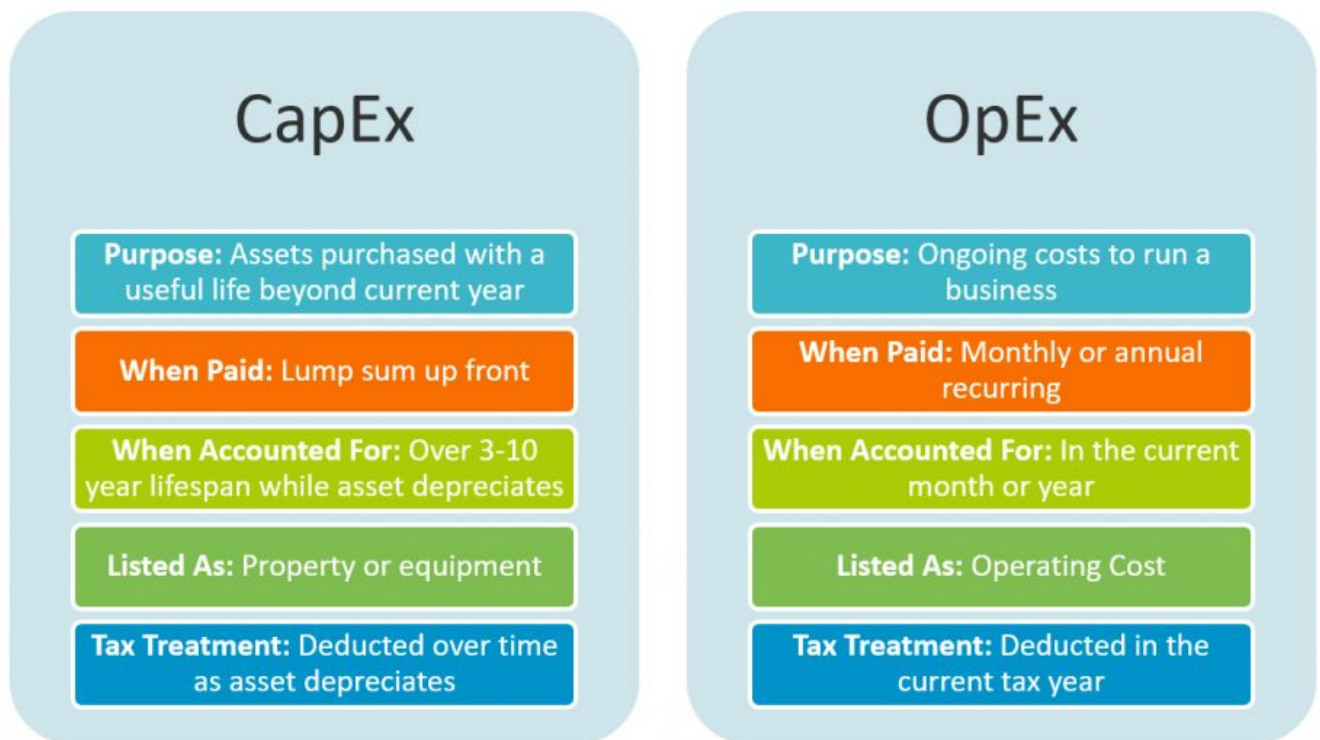 CapEx
Purpose: Assets purchased with a
useful life beyond current year
When Paid: Lump sum up front
When Accounted For: Over 3-10
year lifespan while asset depreciates
Listed As: Property or equipment
Tax Treatment: Deducted over time
as asset depreciates
OpEx
Purpose: Ongoing costs to run a
business
When Paid: Monthly or annual
recurring
When Accounted For: In the current
month or year
Listed As: Operating Cost
Tax Treatment: Deducted in the
current tax year